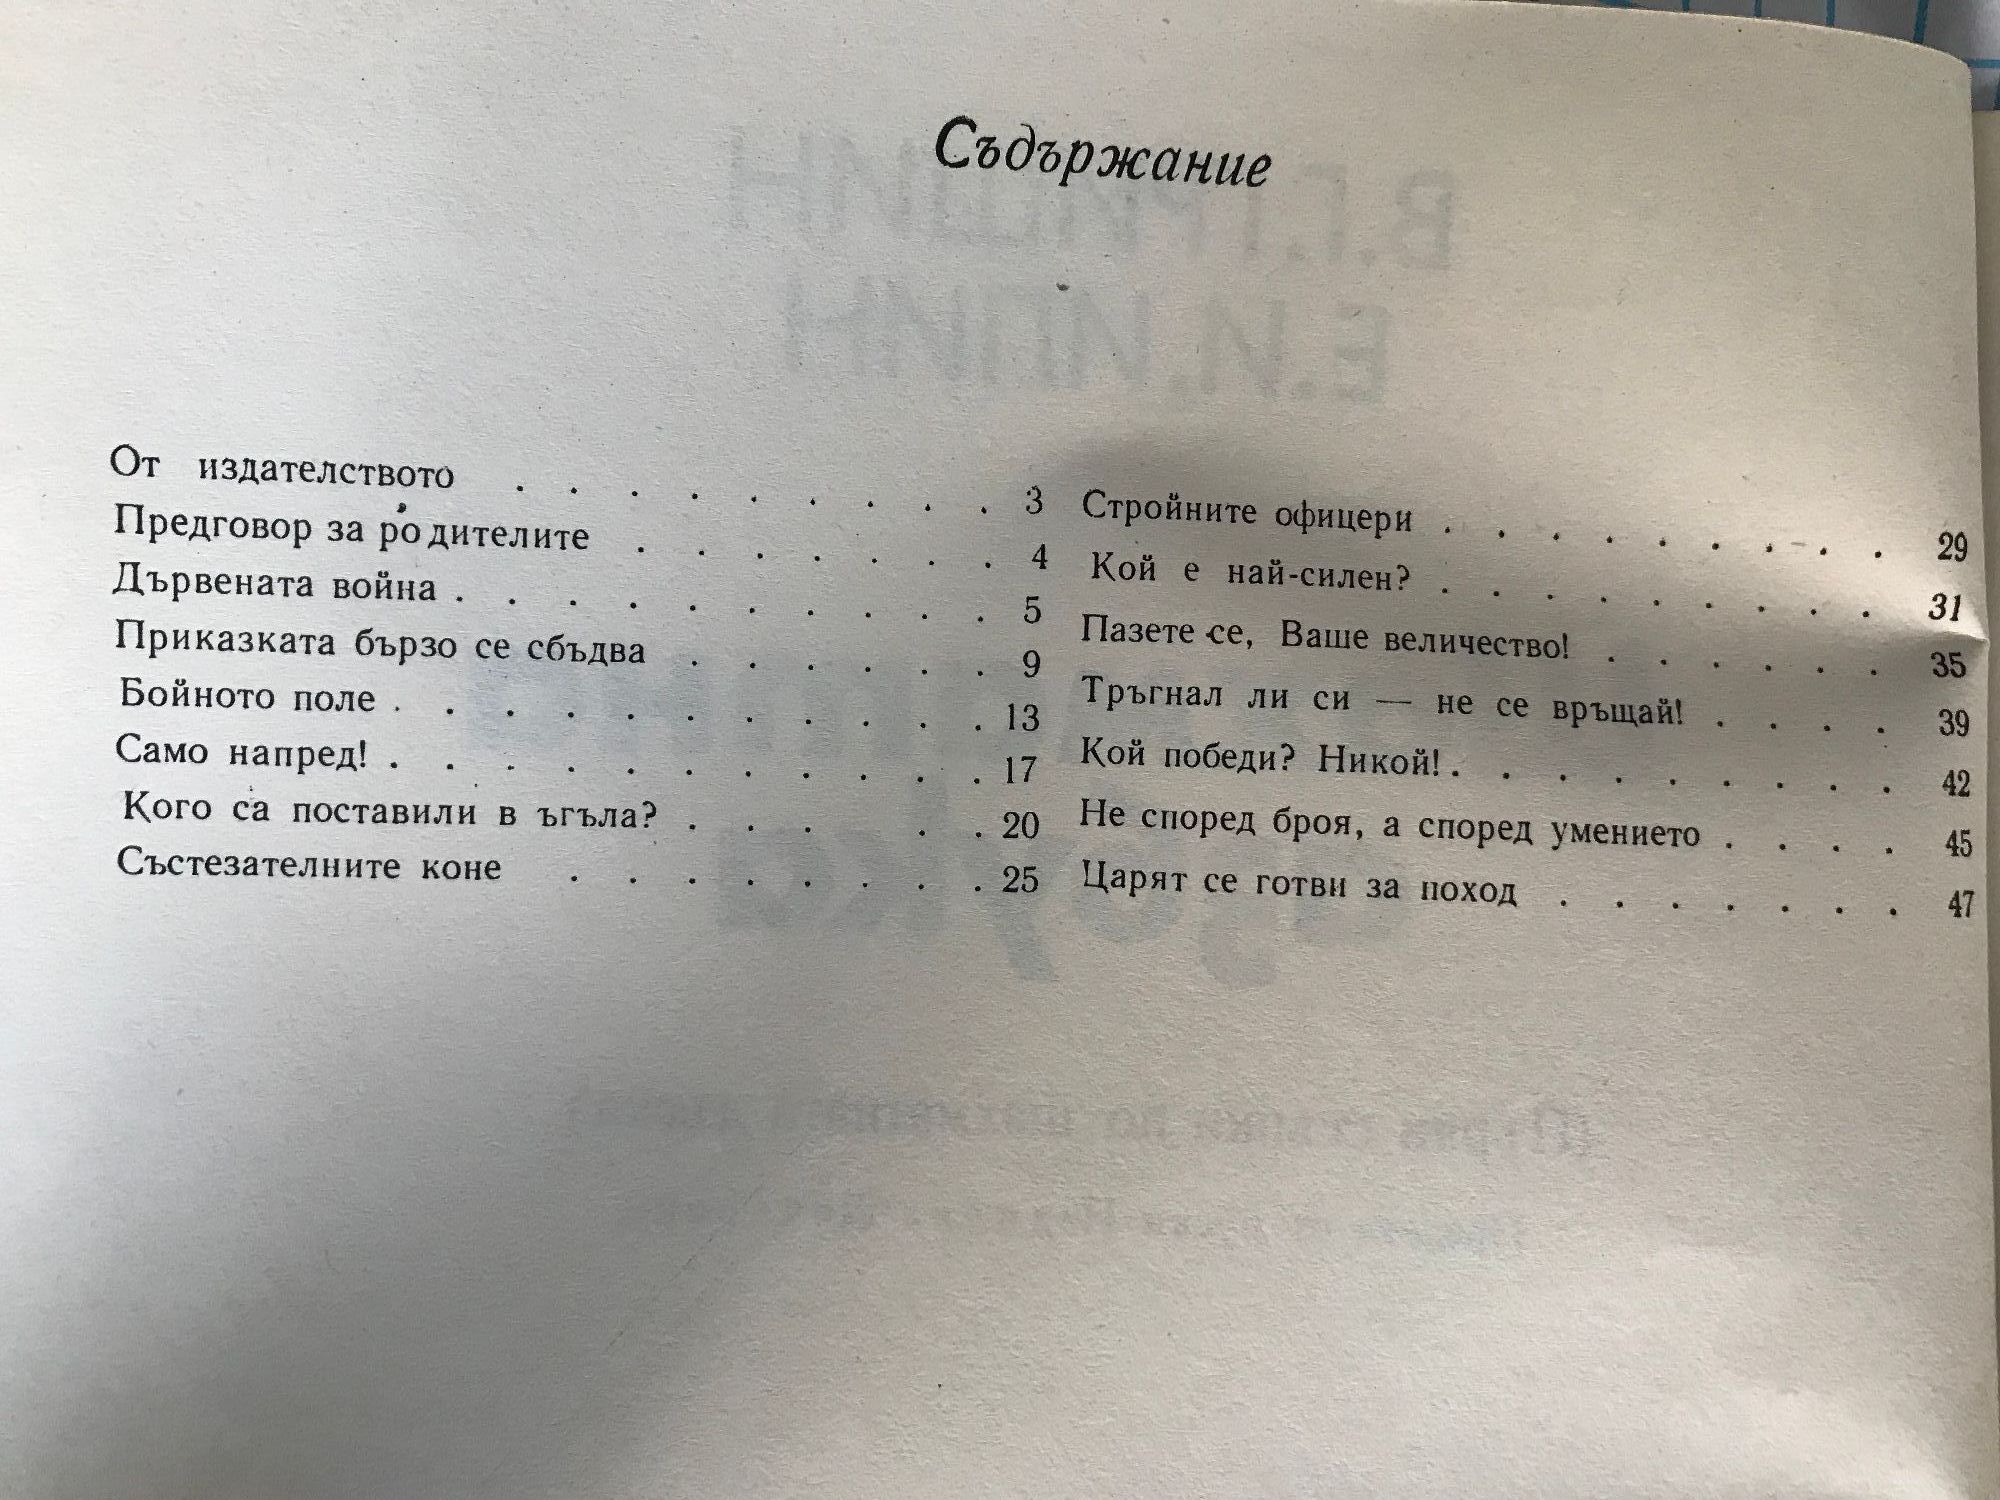 Съдържание
От издателството . . . . . . . . . 3
Предговор за родителите . . . . . . . 4
Дървената война . . . . . . . . . . 5
Приказката бързо се сбъдва . . . . . . 9
Бойното поле . . . . . . . . . . . 13
Само напред! . . . . . . . . . . . 17
Кого са поставили в ъгъла? . . . . . 20
Състезателните коне . . . . . . . . 25
Стройните офицери . . . . . . . . . 29
Кой е най-силен? . . . . . . . . . 31
Пазете се, Ваше величество! . . . . . . 35
Тръгнал ли си — не се връщай! . . . . 39
Кой победи? Никой! . . . . . . . . . 42
Не според броя, а според умението . . . . 45
Царят се готви за поход . . . . . . . 47